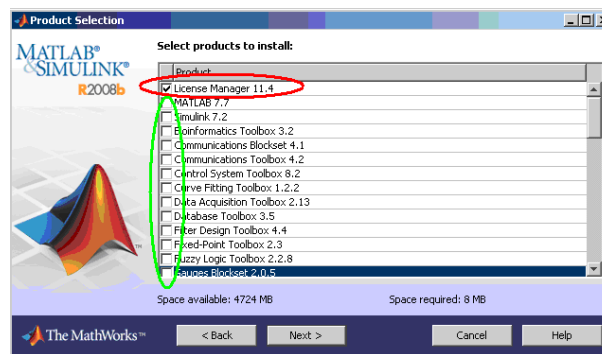 Product Selection
MATLAB®
&SIMULINK®
R2008b
Select products to install:
Product
License Manager 11.4
MATLAB 7.7
Simulink 7.2
Bioinformatics Toolbox 3.2
Communications Blockset 4.1
Communications Toolbox 4.2
Control System Toolbox 8.2
Curve Fitting Toolbox 1.2.2
Data Acquisition Toolbox 2.13
Database Toolbox 3.5
Filter Design Toolbox 4.4
Fixed-Point Toolbox 2.3
Fuzzy Logic Toolbox 2.2.8
Gauges Blockset 2.0.5
Space available: 4724 MB Space required: 8 MB
The MathWorks™ < Back Next > Cancel Help